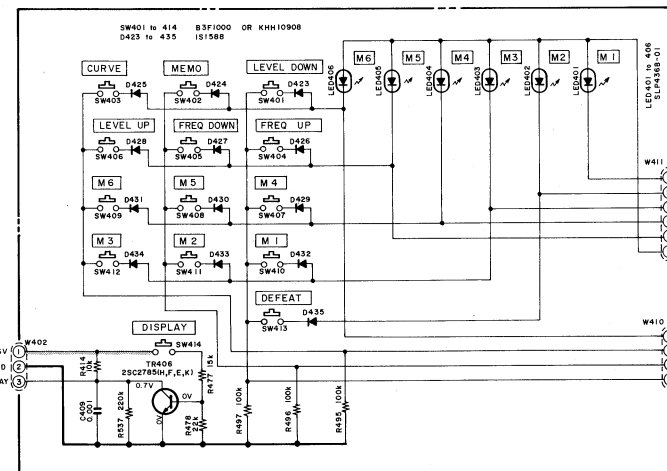 SW401 to 414 B3F1000 OR KHH10908
D423 to 435 1S1588
CURVE
MEMO
LEVEL DOWN
D425
D424
D423
SW403
SW402
SW401
LED406
M6
LED405
M5
LED404
M4
LED403
M3
LED402
M2
LED401
M1
LED401 to 406
SLP436B-01
LEVEL UP
FREQ DOWN
FREQ UP
D428
D427
D426
SW406
SW405
SW404
W411
M6
M5
M4
D431
D430
D429
SW409
SW408
SW407
M3
M2
M1
D434
D433
D432
SW412
SW411
SW410
DEFEAT
D435
SW413
DISPLAY
SW414
W410
W402
1
2
3
R414
10k
TR406
2SC2785(H,F,E,K)
0.7V
0V
0V
R477 15k
C409
0.001
R537
220k
R478
22k
R497 100k
R496 100k
R495 100k